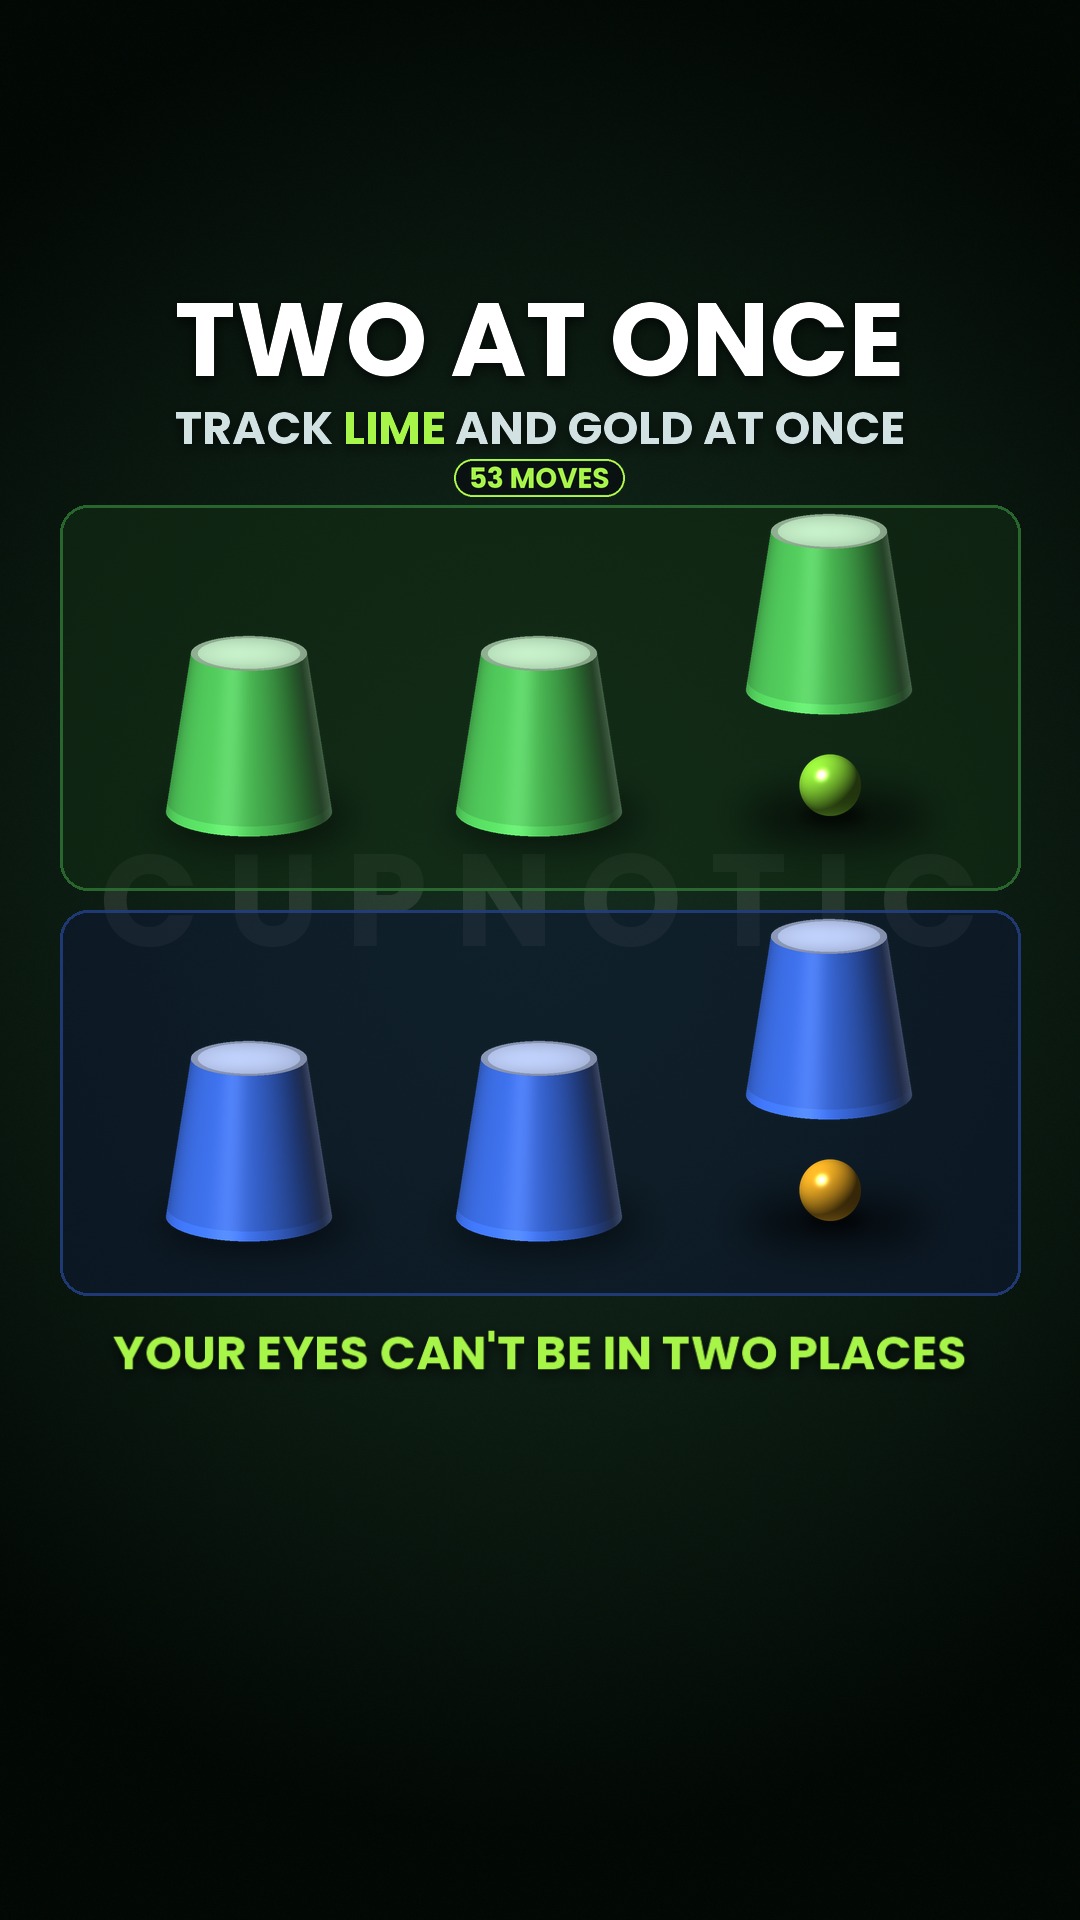 TWO AT ONCE
TRACK LIME AND GOLD AT ONCE
53 MOVES
CUPNOTIC
YOUR EYES CAN'T BE IN TWO PLACES